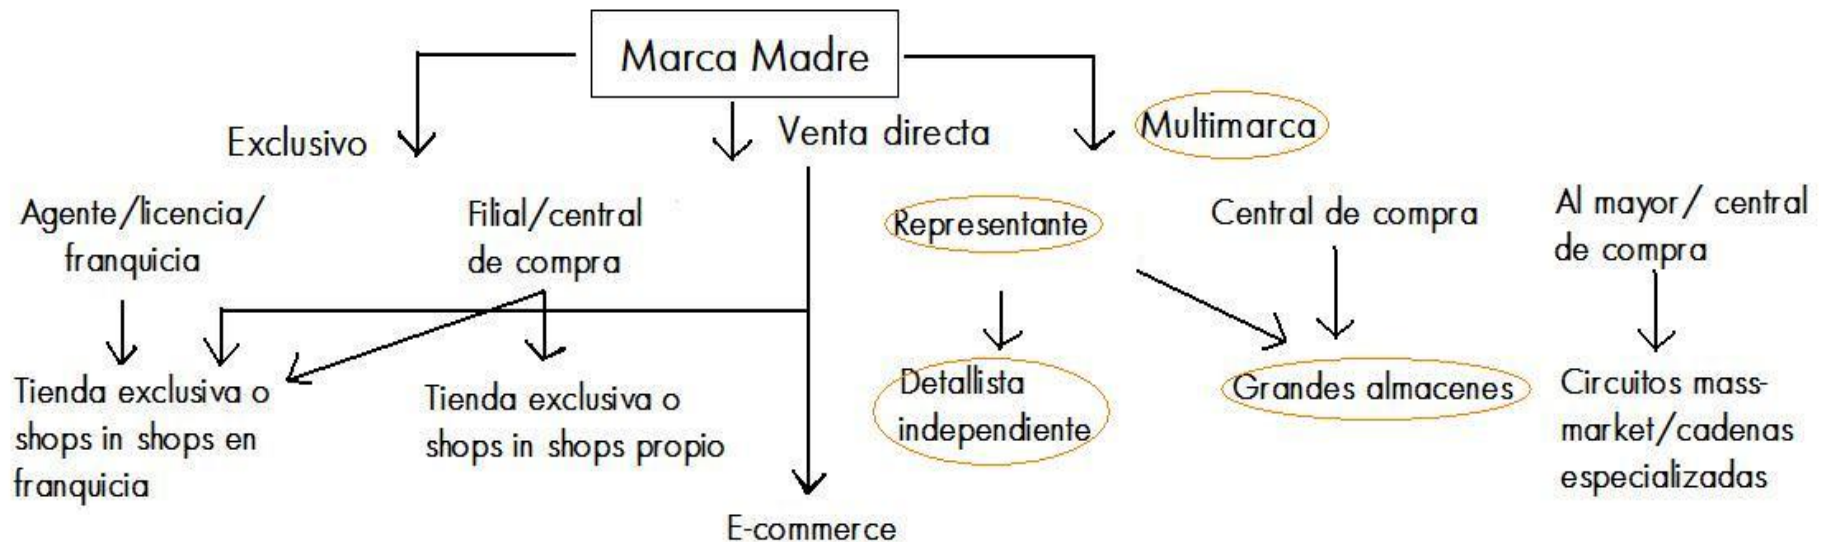 Marca Madre
Exclusivo
Venta directa
Multimarca
Agente/licencia/
franquicia
Filial/central
de compra
Representante
Central de compra
Al mayor/ central
de compra
Tienda exclusiva o
shops in shops en
franquicia
Tienda exclusiva o
shops in shops propio
Detallista
independiente
Grandes almacenes
Circuitos mass-
market/cadenas
especializadas
E-commerce